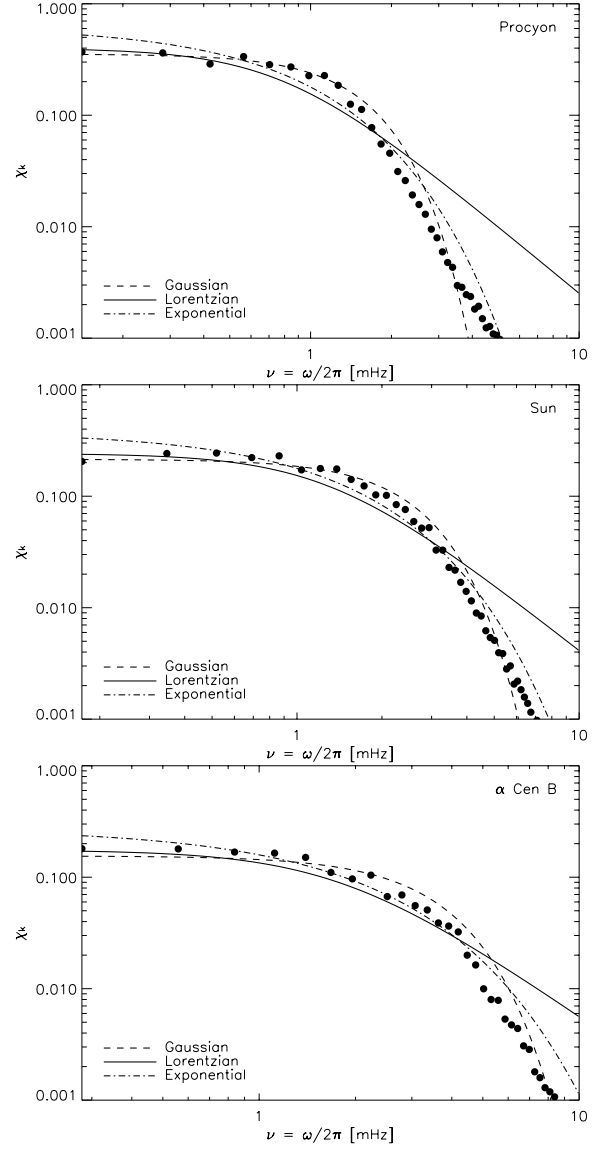 1.000
Procyon
0.100
χk
0.010
Gaussian
Lorentzian
Exponential
0.001
1
10
ν = ω/2π [mHz]
1.000
Sun
0.100
χk
0.010
Gaussian
Lorentzian
Exponential
0.001
1
10
ν = ω/2π [mHz]
1.000
α Cen B
0.100
χk
0.010
Gaussian
Lorentzian
Exponential
0.001
1
10
ν = ω/2π [mHz]